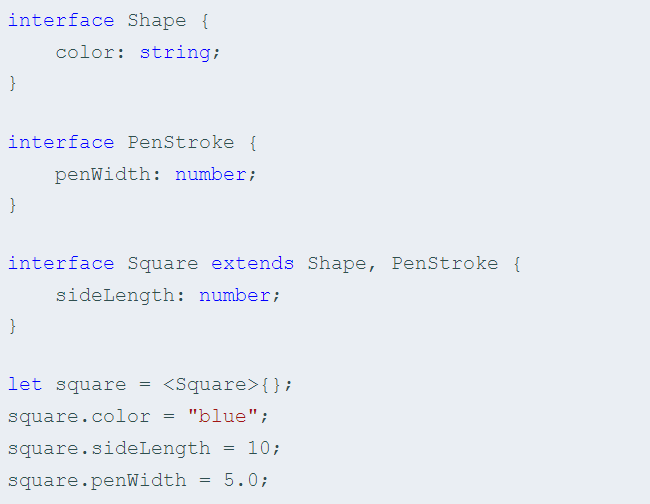 interface Shape {
    color: string;
}

interface PenStroke {
    penWidth: number;
}

interface Square extends Shape, PenStroke {
    sideLength: number;
}

let square = <Square>{};
square.color = "blue";
square.sideLength = 10;
square.penWidth = 5.0;